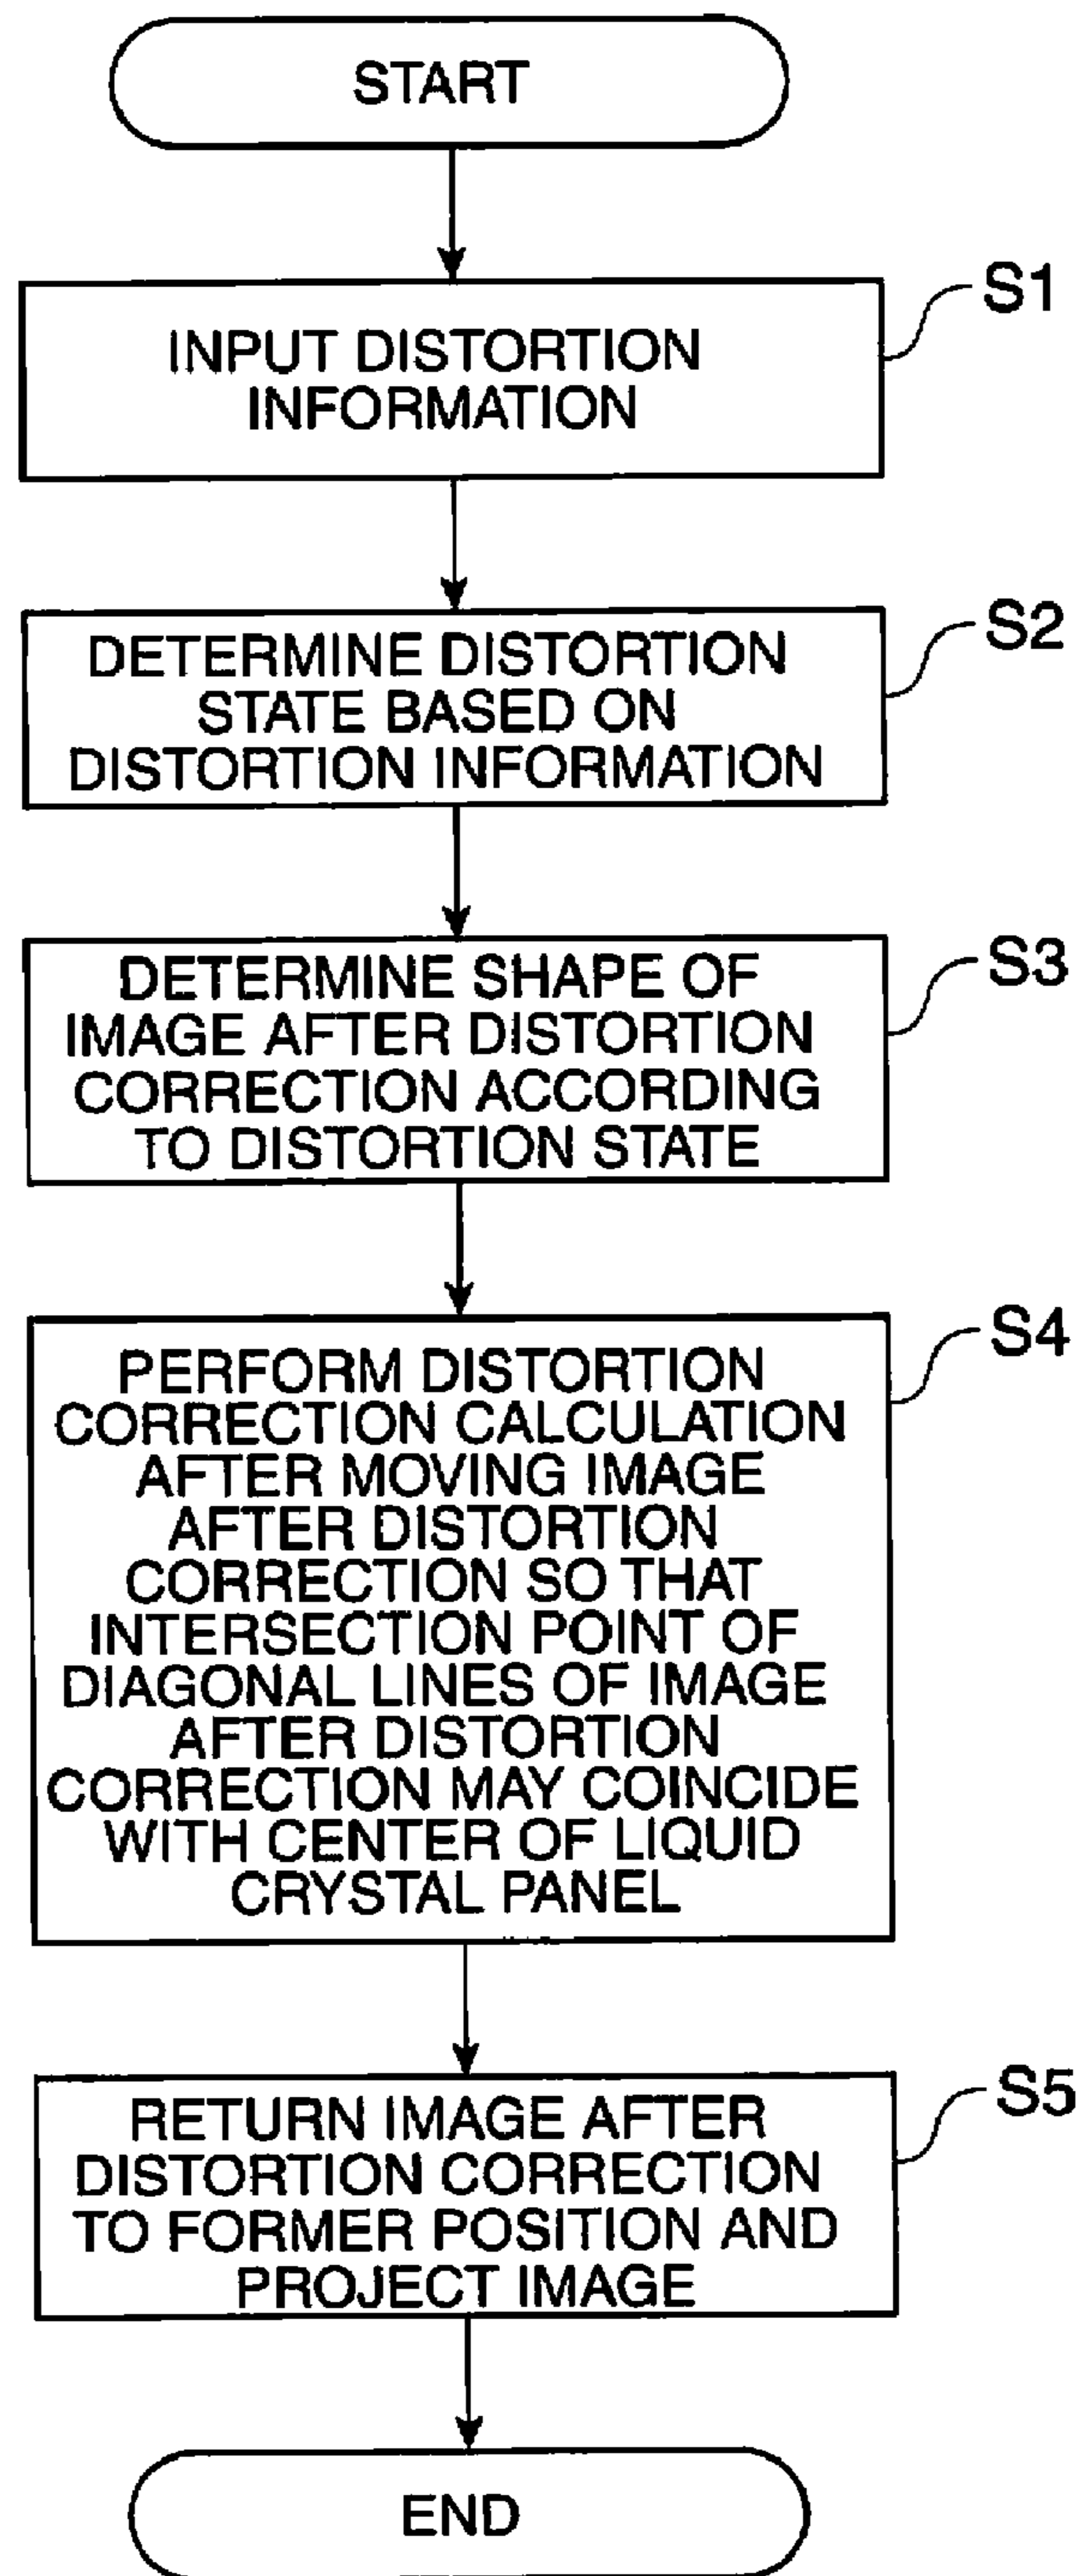 START
S1
INPUT DISTORTION
INFORMATION
S2
DETERMINE DISTORTION
STATE BASED ON
DISTORTION INFORMATION
S3
DETERMINE SHAPE OF
IMAGE AFTER DISTORTION
CORRECTION ACCORDING
TO DISTORTION STATE
S4
PERFORM DISTORTION
CORRECTION CALCULATION
AFTER MOVING IMAGE
AFTER DISTORTION
CORRECTION SO THAT
INTERSECTION POINT OF
DIAGONAL LINES OF IMAGE
AFTER DISTORTION
CORRECTION MAY COINCIDE
WITH CENTER OF LIQUID
CRYSTAL PANEL
S5
RETURN IMAGE AFTER
DISTORTION CORRECTION
TO FORMER POSITION AND
PROJECT IMAGE
END